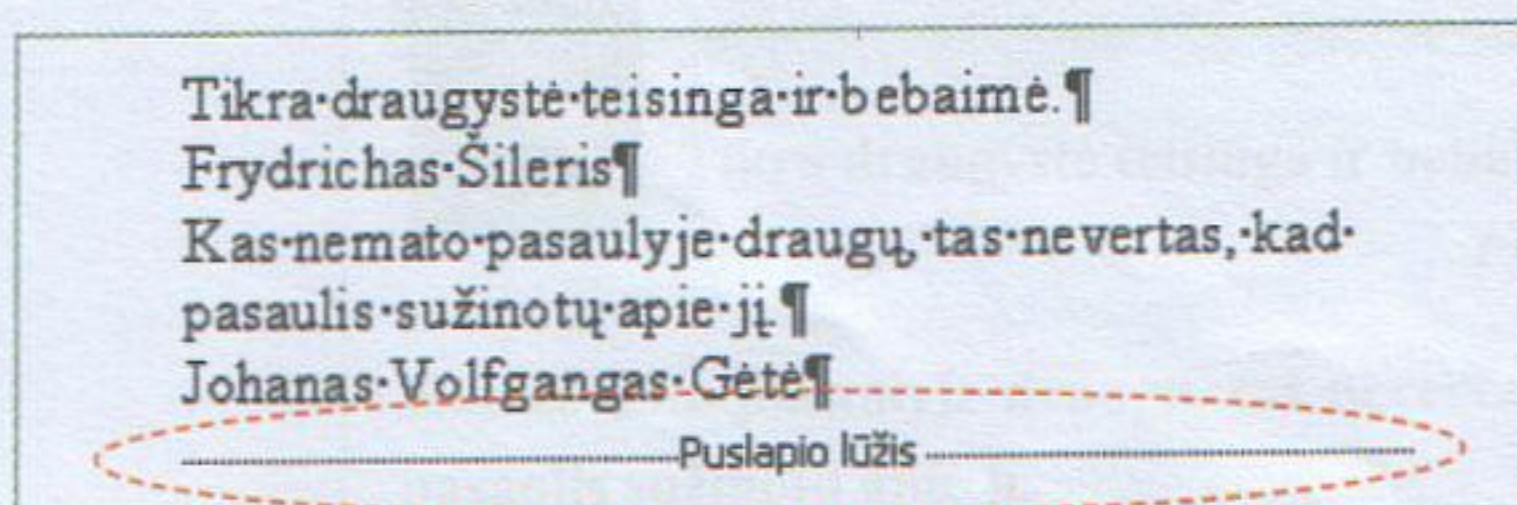 Tikra·draugystė·teisinga·ir·bebaimė.¶
Frydrichas·Šileris¶
Kas·nemato·pasaulyje·draugų,·tas·nevertas,·kad·
pasaulis·sužinotų·apie·jį.¶
Johanas·Volfgangas·Gėtė¶
Puslapio lūžis